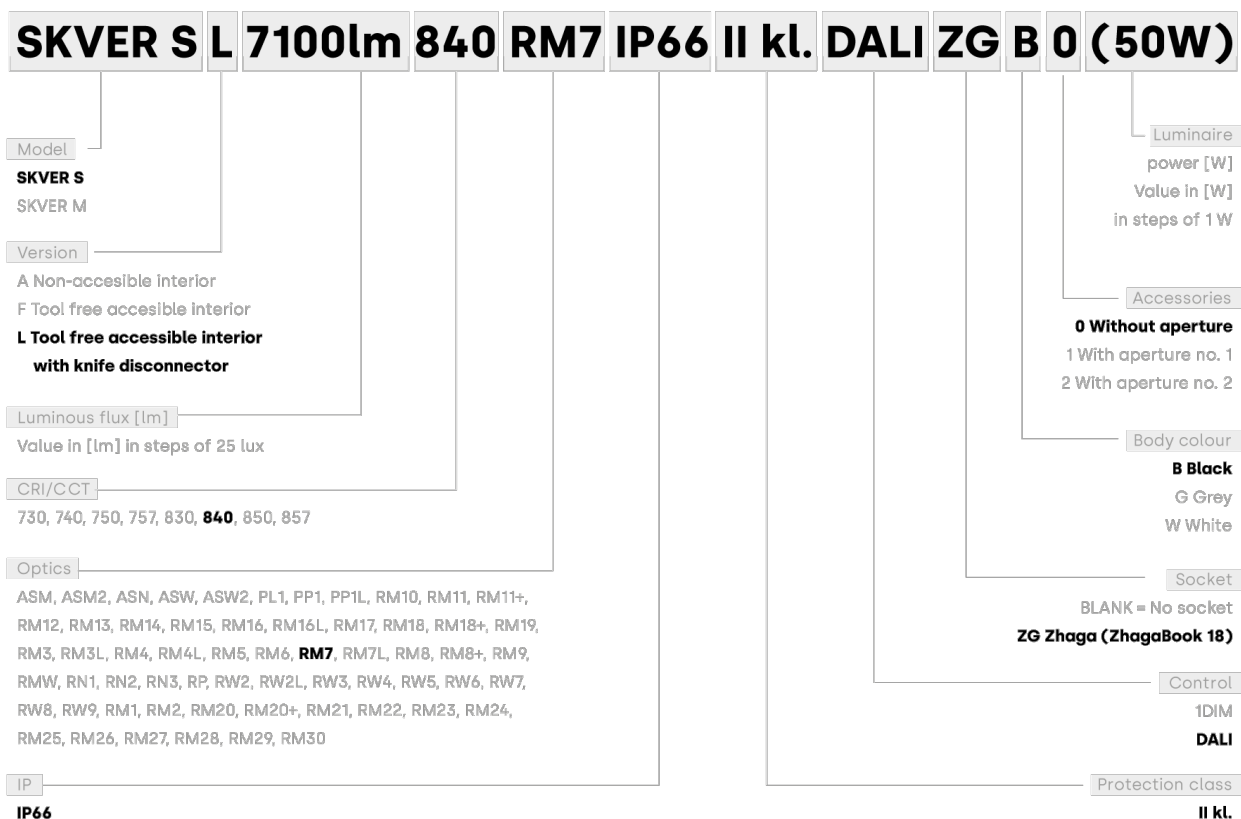 SKVER S L 7100lm 840 RM7 IP66 II kl. DALI ZG B 0 (50W)
Model
SKVER S
SKVER M
Version
A Non-accesible interior
F Tool free accesible interior
L Tool free accessible interior
with knife disconnector
Luminous flux [lm]
Value in [lm] in steps of 25 lux
CRI/CCT
730, 740, 750, 757, 830, 840, 850, 857
Optics
ASM, ASM2, ASN, ASW, ASW2, PL1, PP1, PP1L, RM10, RM11, RM11+,
RM12, RM13, RM14, RM15, RM16, RM16L, RM17, RM18, RM18+, RM19,
RM3, RM3L, RM4, RM4L, RM5, RM6, RM7, RM7L, RM8, RM8+, RM9,
RMW, RN1, RN2, RN3, RP, RW2, RW2L, RW3, RW4, RW5, RW6, RW7,
RW8, RW9, RM1, RM2, RM20, RM20+, RM21, RM22, RM23, RM24,
RM25, RM26, RM27, RM28, RM29, RM30
IP
IP66
Luminaire
power [W]
Value in [W]
in steps of 1 W
Accessories
0 Without aperture
1 With aperture no. 1
2 With aperture no. 2
Body colour
B Black
G Grey
W White
Socket
BLANK = No socket
ZG Zhaga (ZhagaBook 18)
Control
1DIM
DALI
Protection class
II kl.